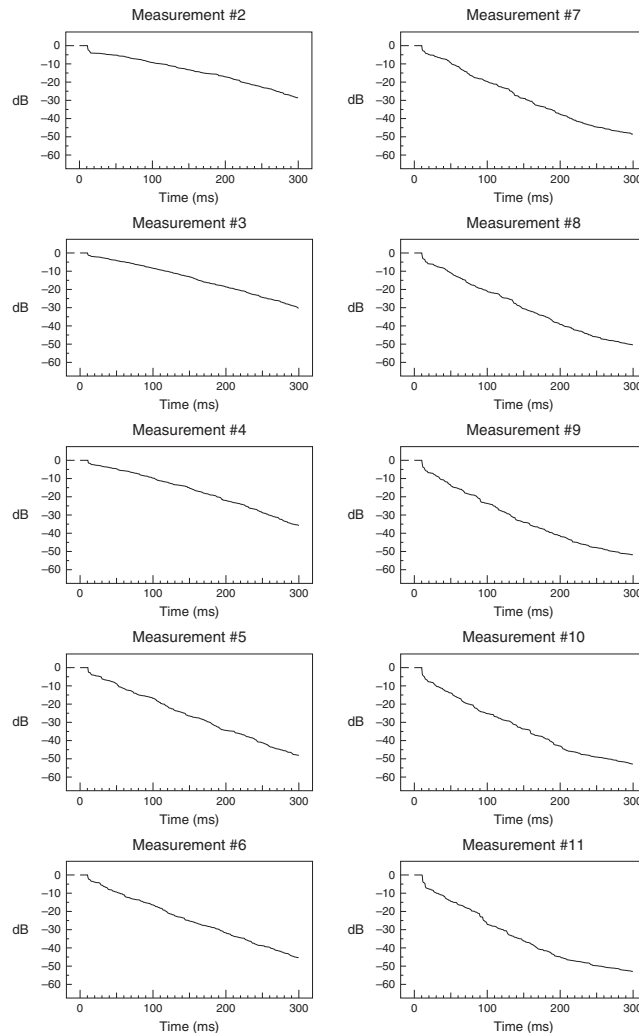 Measurement #2
0
–10
–20
–30
–40
–50
–60
dB
0 100 200 300
Time (ms)
Measurement #7
0
–10
–20
–30
–40
–50
–60
dB
0 100 200 300
Time (ms)
Measurement #3
0
–10
–20
–30
–40
–50
–60
dB
0 100 200 300
Time (ms)
Measurement #8
0
–10
–20
–30
–40
–50
–60
dB
0 100 200 300
Time (ms)
Measurement #4
0
–10
–20
–30
–40
–50
–60
dB
0 100 200 300
Time (ms)
Measurement #9
0
–10
–20
–30
–40
–50
–60
dB
0 100 200 300
Time (ms)
Measurement #5
0
–10
–20
–30
–40
–50
–60
dB
0 100 200 300
Time (ms)
Measurement #10
0
–10
–20
–30
–40
–50
–60
dB
0 100 200 300
Time (ms)
Measurement #6
0
–10
–20
–30
–40
–50
–60
dB
0 100 200 300
Time (ms)
Measurement #11
0
–10
–20
–30
–40
–50
–60
dB
0 100 200 300
Time (ms)